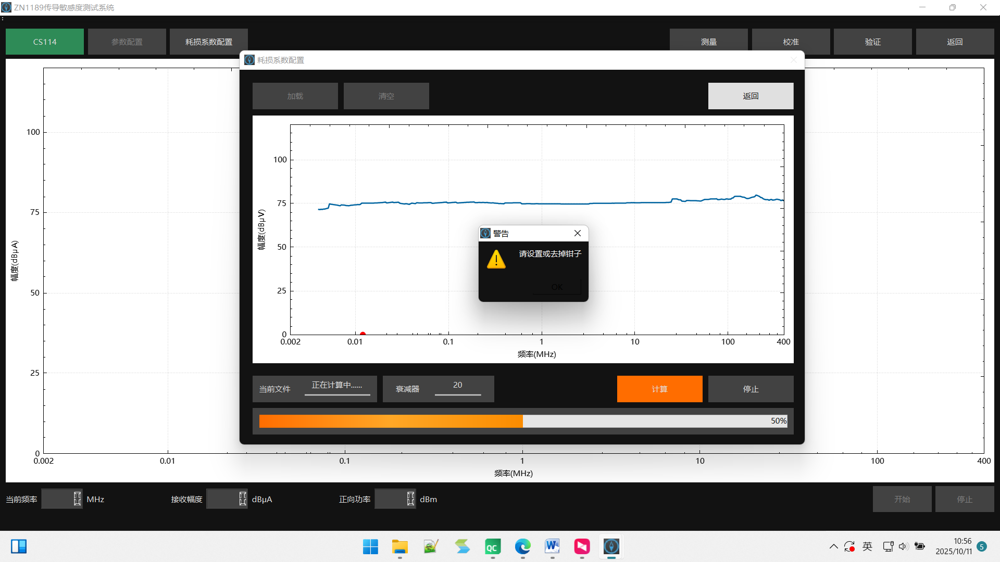 ZN1189传导敏感度测试系统
:
CS114
参数配置
耗损系数配置
测量
校准
验证
返回
耗损系数配置
加载
清空
返回
100
75
50
25
0
幅度(dBμV)
0.002
0.01
0.1
1
10
100
400
频率(MHz)
警告
请设置或去掉钳子
OK
当前文件
正在计算中......
衰减器
20
计算
停止
50%
100
75
50
25
0
幅度(dBμA)
0.002
0.01
0.1
1
10
100
400
频率(MHz)
当前频率
0
MHz
接收幅度
0
dBμA
正向功率
0
dBm
开始
停止
QC
W
英
10:56
2025/10/11
5